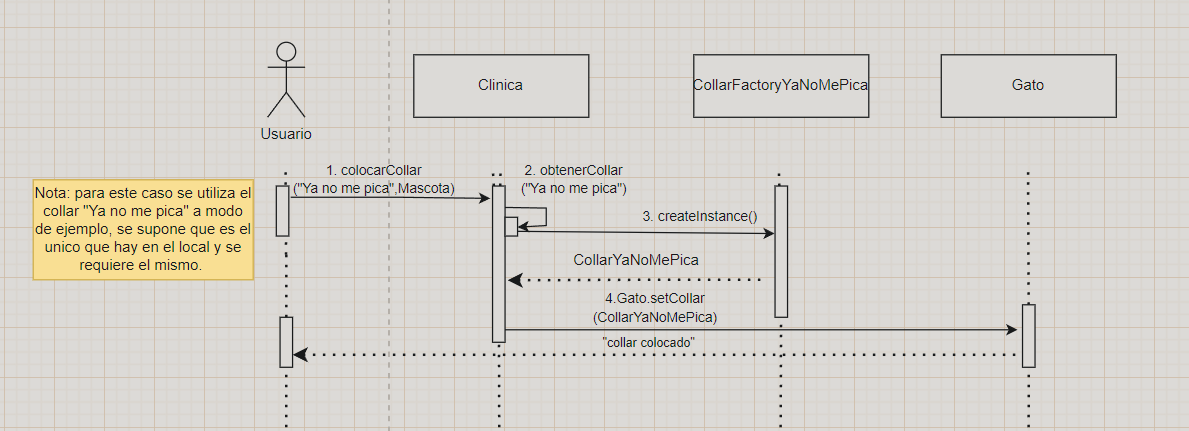 Clinica
CollarFactoryYaNoMePica
Gato
Usuario
1. colocarCollar
("Ya no me pica",Mascota)
2. obtenerCollar
("Ya no me pica")
Nota: para este caso se utiliza el
collar "Ya no me pica" a modo
de ejemplo, se supone que es el
unico que hay en el local y se
requiere el mismo.
3. createInstance()
CollarYaNoMePica
4.Gato.setCollar
(CollarYaNoMePica)
"collar colocado"